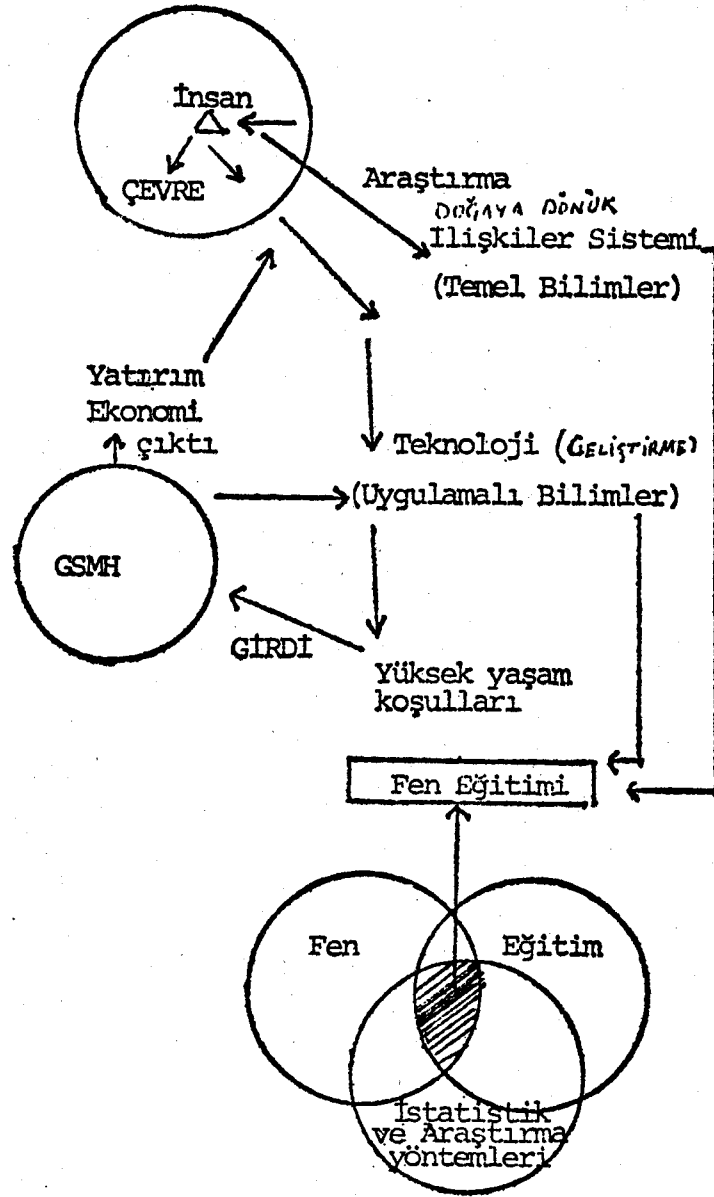 İnsan
ÇEVRE
Araştırma
DOĞAYA DÖNÜK
İlişkiler Sistemi
(Temel Bilimler)
Yatırım
Ekonomi
çıktı
Teknoloji (GELİŞTİRME)
(Uygulamalı Bilimler)
GSMH
GİRDİ
Yüksek yaşam
koşulları
Fen Eğitimi
Fen
Eğitim
İstatistik
ve Araştırma
yöntemleri